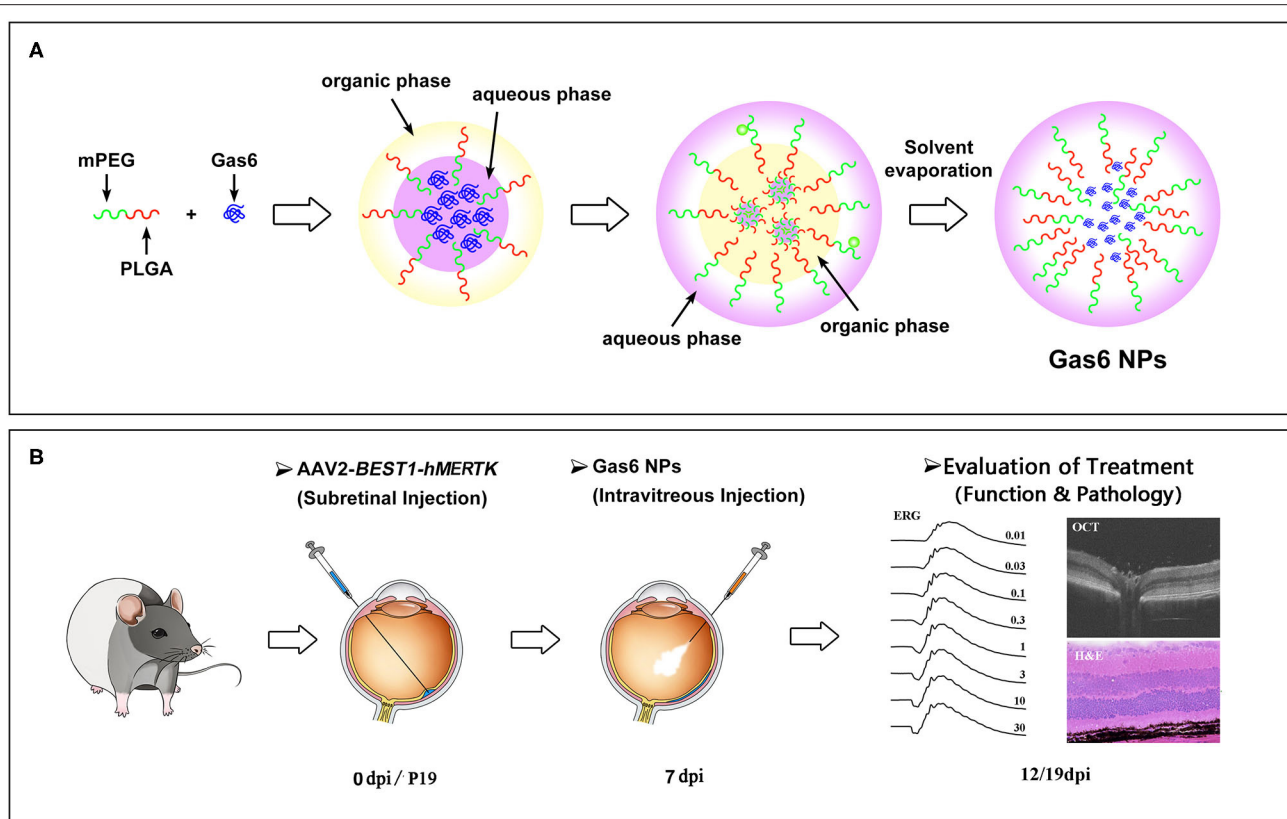 A
organic phase
aqueous phase
mPEG
Gas6
+
PLGA
Solvent
evaporation
aqueous phase
organic phase
Gas6 NPs
B
➢ AAV2-BEST1-hMERTK
(Subretinal Injection)
➢ Gas6 NPs
(Intravitreous Injection)
➢Evaluation of Treatment
(Function & Pathology)
ERG
0.01
0.03
0.1
0.3
1
3
10
30
OCT
H&E
0 dpi / P19
7 dpi
12/19dpi